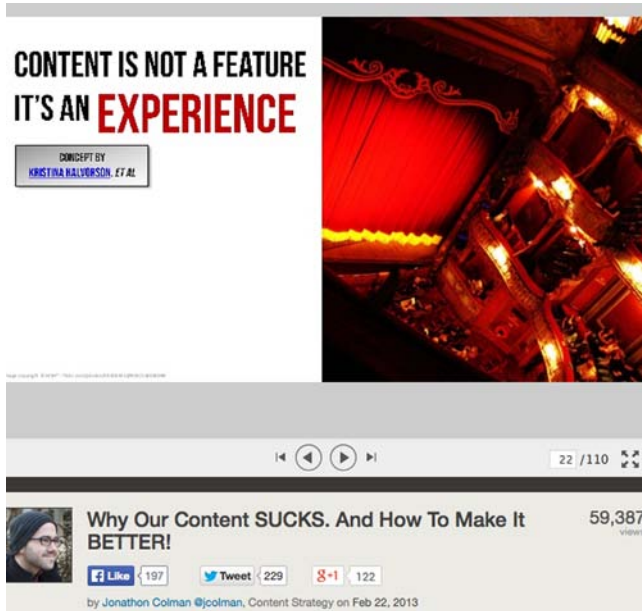 CONTENT IS NOT A FEATURE
IT'S AN EXPERIENCE
CONCEPT BY
KRISTINA HALVORSON, ET AL
22 /110
Why Our Content SUCKS. And How To Make It
BETTER!
59,387
views
Like 197
Tweet 229
g+1 122
by Jonathon Colman @jcolman, Content Strategy on Feb 22, 2013